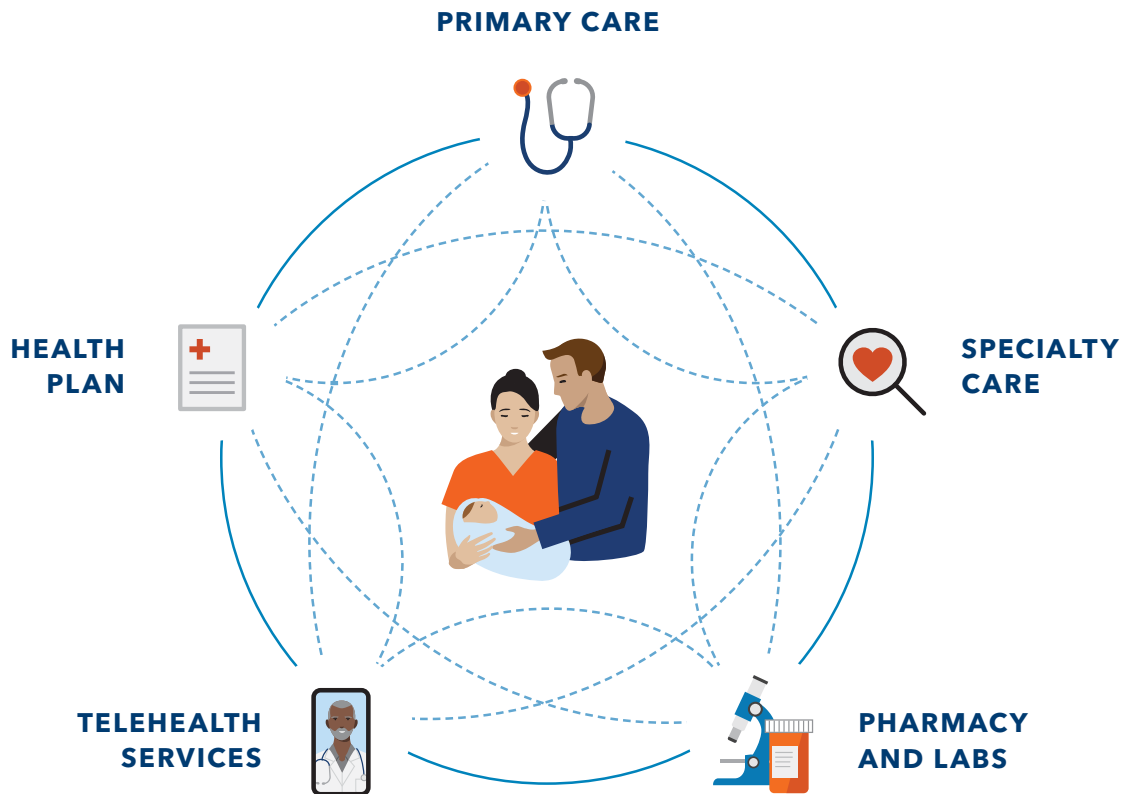 PRIMARY CARE
HEALTH
PLAN
SPECIALTY
CARE
TELEHEALTH
SERVICES
PHARMACY
AND LABS